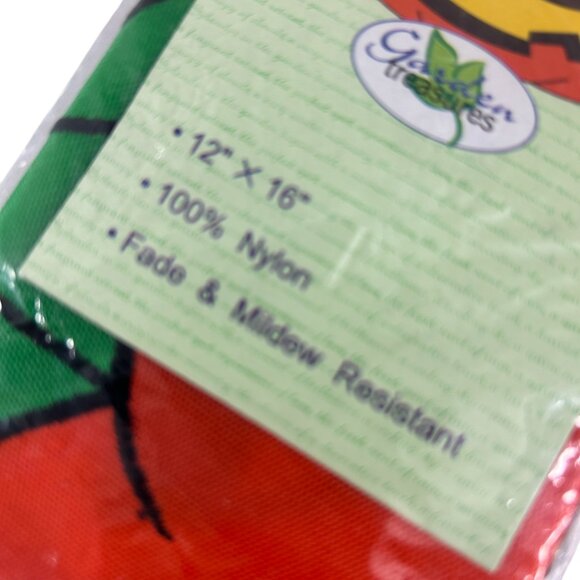 Garden
treasures
• 12" X 16"
• 100% Nylon
• Fade & Mildew Resistant